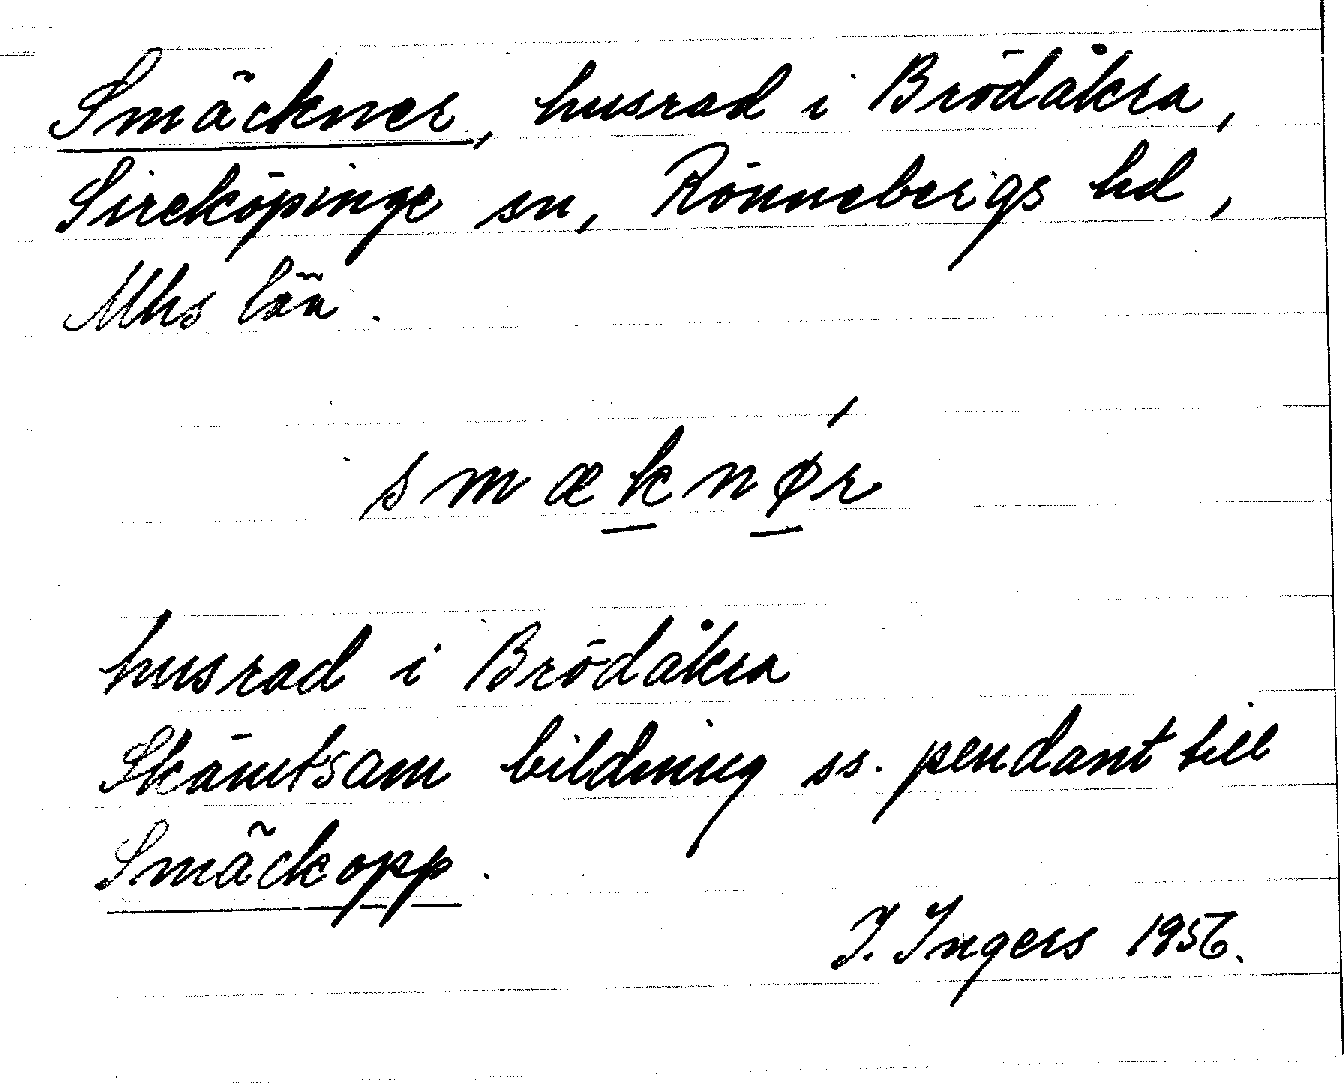 Smäckner, husrad i Brödåkra,
Sireköpinge sn, Rönnebergs hd,
Mhs län.
smæknǿr
husrad i Brödåkra
Skämtsam bildning ss. pendant till
Smäckopp.
I. Ingers 1956.